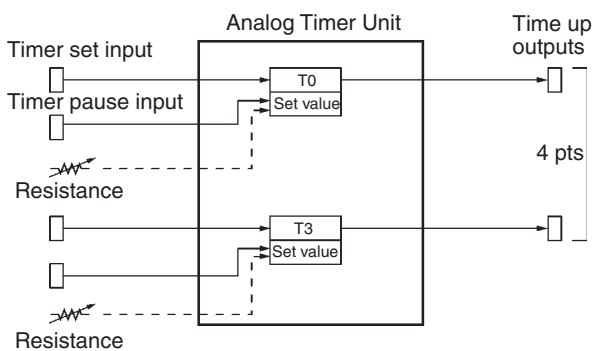 Analog Timer Unit
Time up
outputs
Timer set input
T0
Timer pause input
Set value
4 pts
Resistance
T3
Set value
Resistance